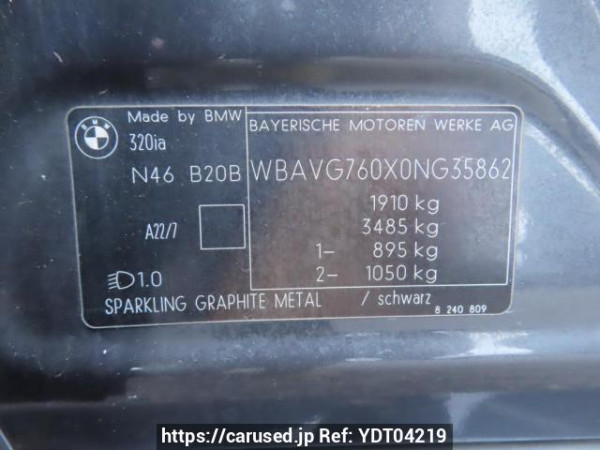 BMW
Made by BMW
320ia
N46 B20B
A22/7
1.0
BAYERISCHE MOTOREN WERKE AG
WBAVG760X0NG35862
1910 kg
3485 kg
1- 895 kg
2- 1050 kg
SPARKLING GRAPHITE METAL / schwarz
8 240 809
https://carused.jp Ref: YDT04219